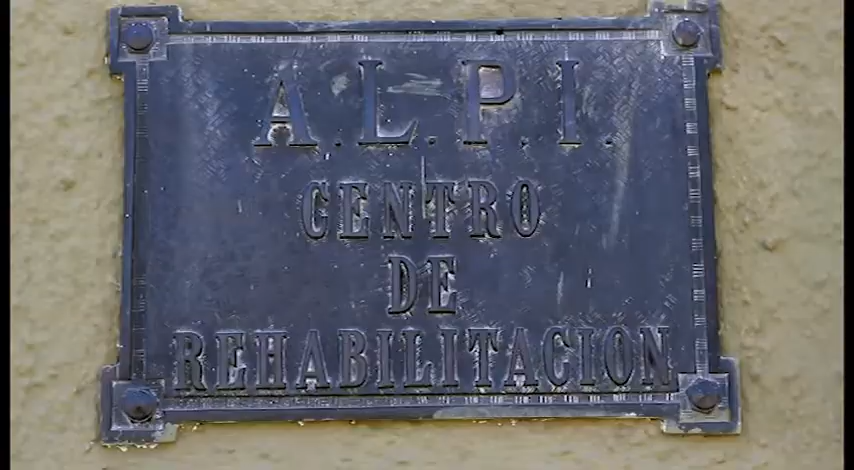 A.L.P.I.
CENTRO
DE
REHABILITACION